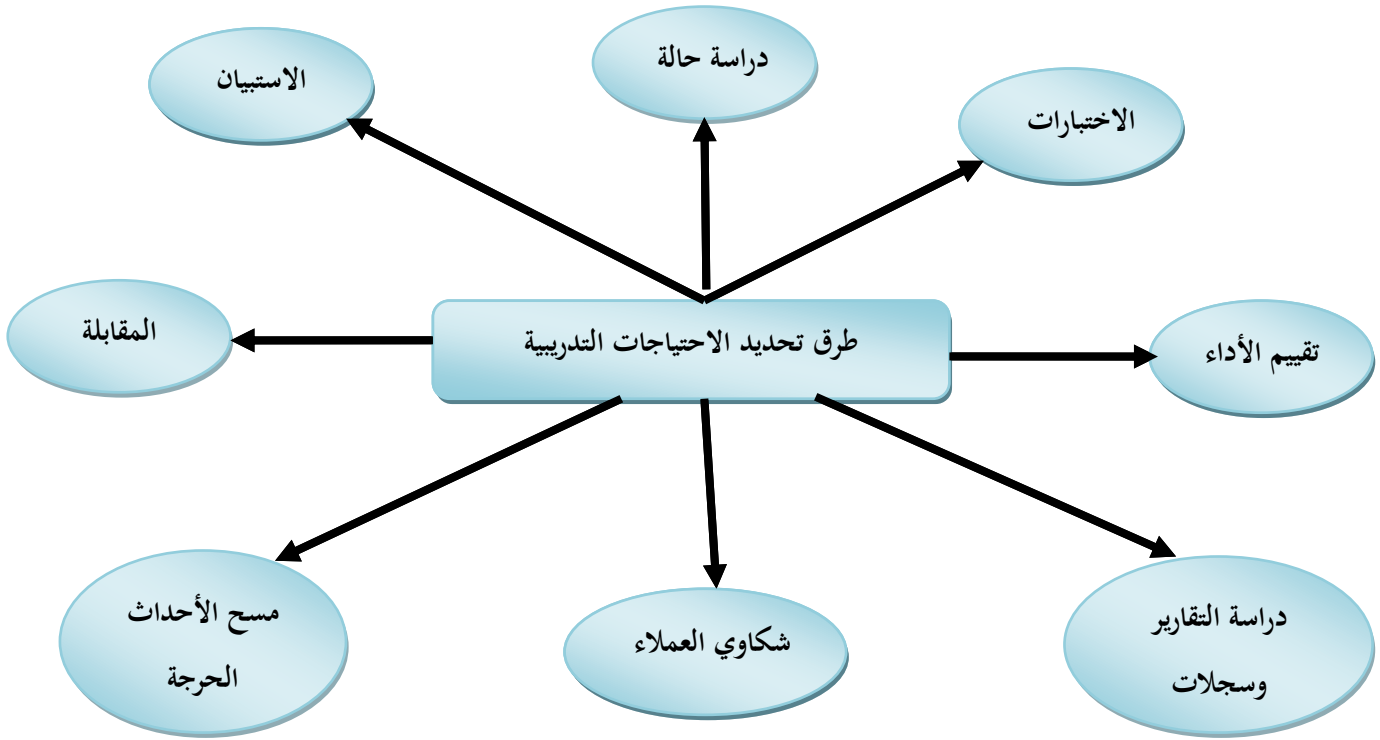 دراسة حالة
الاستبيان
الاختبارات
المقابلة
طرق تحديد الاحتياجات التدريبية
تقييم الأداء
مسح الأحداث
الحرجة
شكاوي العملاء
دراسة التقارير
وسجلات